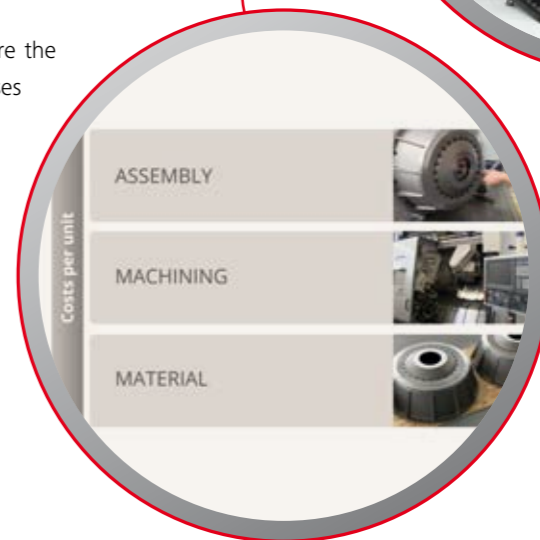 re the
es
Costs per unit
ASSEMBLY
MACHINING
MATERIAL